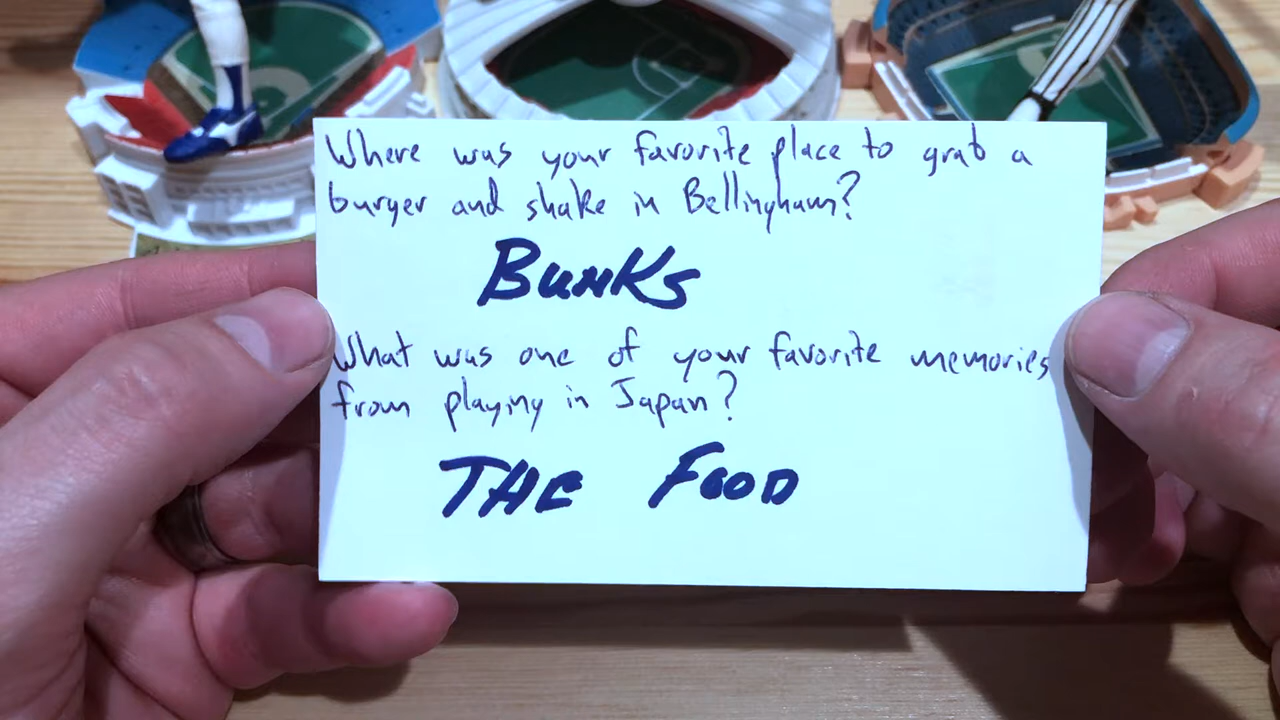 Where was your favorite place to grab a
burger and shake in Bellingham?
BUNKS
What was one of your favorite memories
from playing in Japan?
THE FOOD